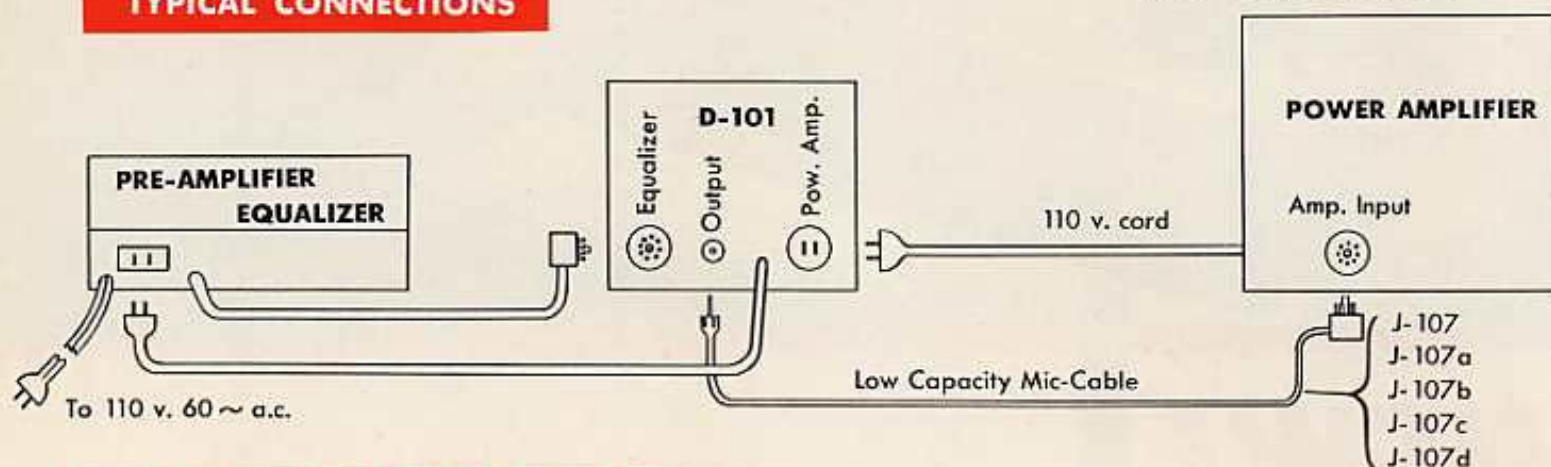 TYPICAL CONNECTIONS
PRE-AMPLIFIER
EQUALIZER
D-101
Equalizer
Output
Pow. Amp.
POWER AMPLIFIER
Amp. Input
110 v. cord
Low Capacity Mic-Cable
To 110 v. 60 ~ a.c.
J-107
J-107a
J-107b
J-107c
J-107d